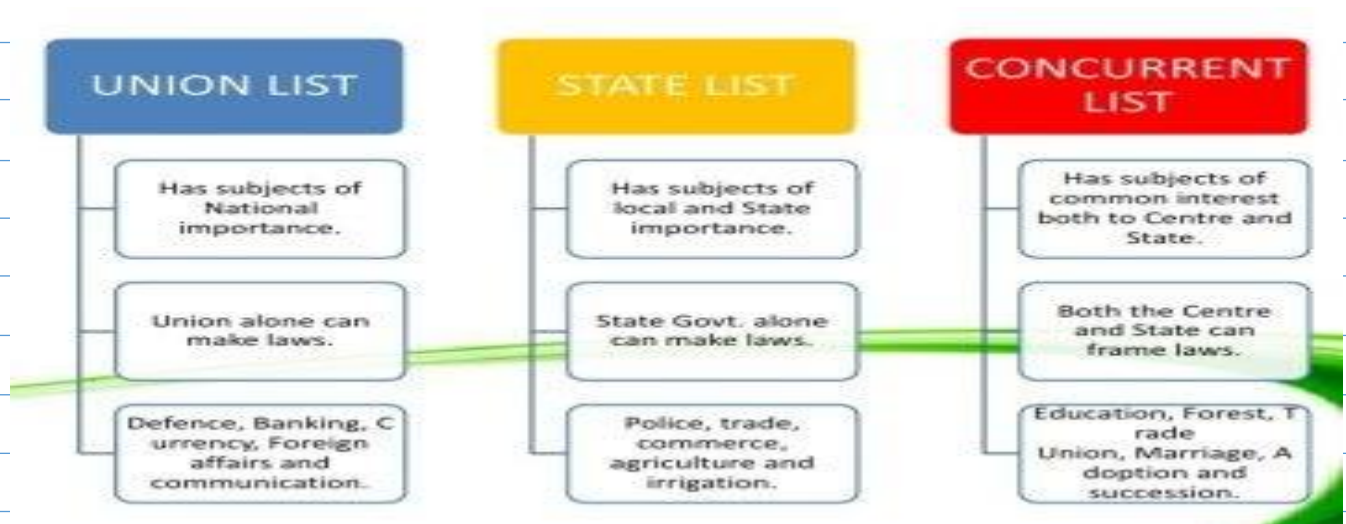 UNION LIST
Has subjects of
National
importance.
Union alone can
make laws.
Defence, Banking, C
urrency, Foreign
affairs and
communication.
STATE LIST
Has subjects of
local and State
importance.
State Govt. alone
can make laws.
Police, trade,
commerce,
agriculture and
irrigation.
CONCURRENT
LIST
Has subjects of
common interest
both to Centre and
State.
Both the Centre
and State can
frame laws.
Education, Forest, T
rade
Union, Marriage, A
doption and
succession.